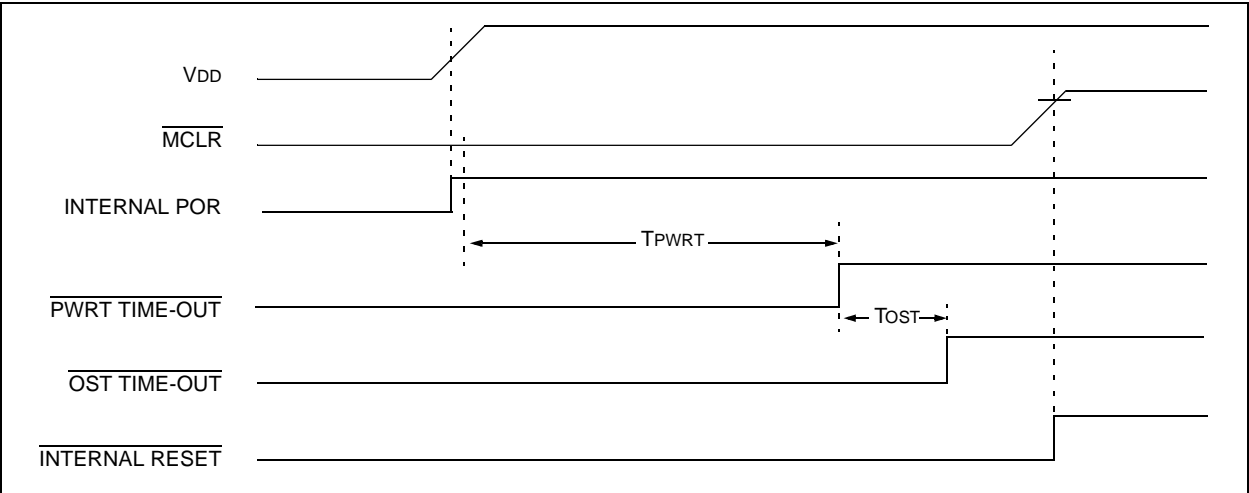 VDD
MCLR
INTERNAL POR
TPWRT
PWRT TIME-OUT
TOST
OST TIME-OUT
INTERNAL RESET